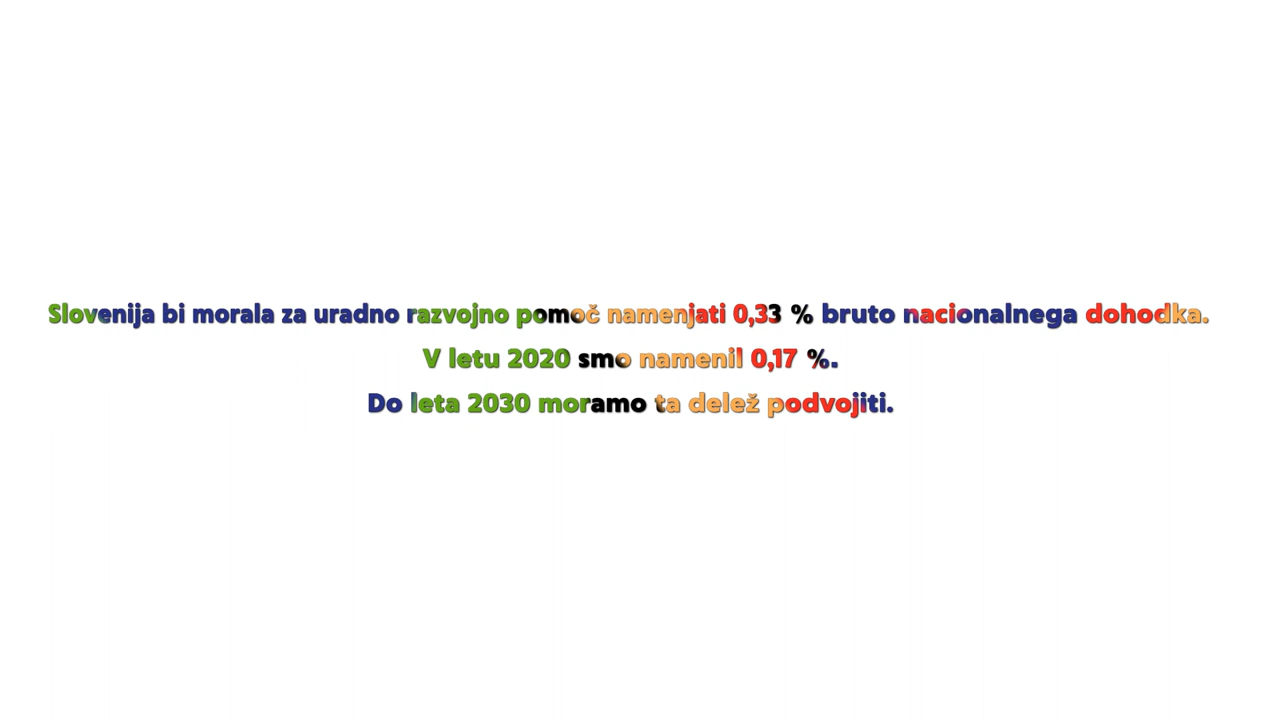 Slovenija bi morala za uradno razvojno pomoč namenjati 0,33 % bruto nacionalnega dohodka.
V letu 2020 smo namenil 0,17 %.
Do leta 2030 moramo ta delež podvojiti.